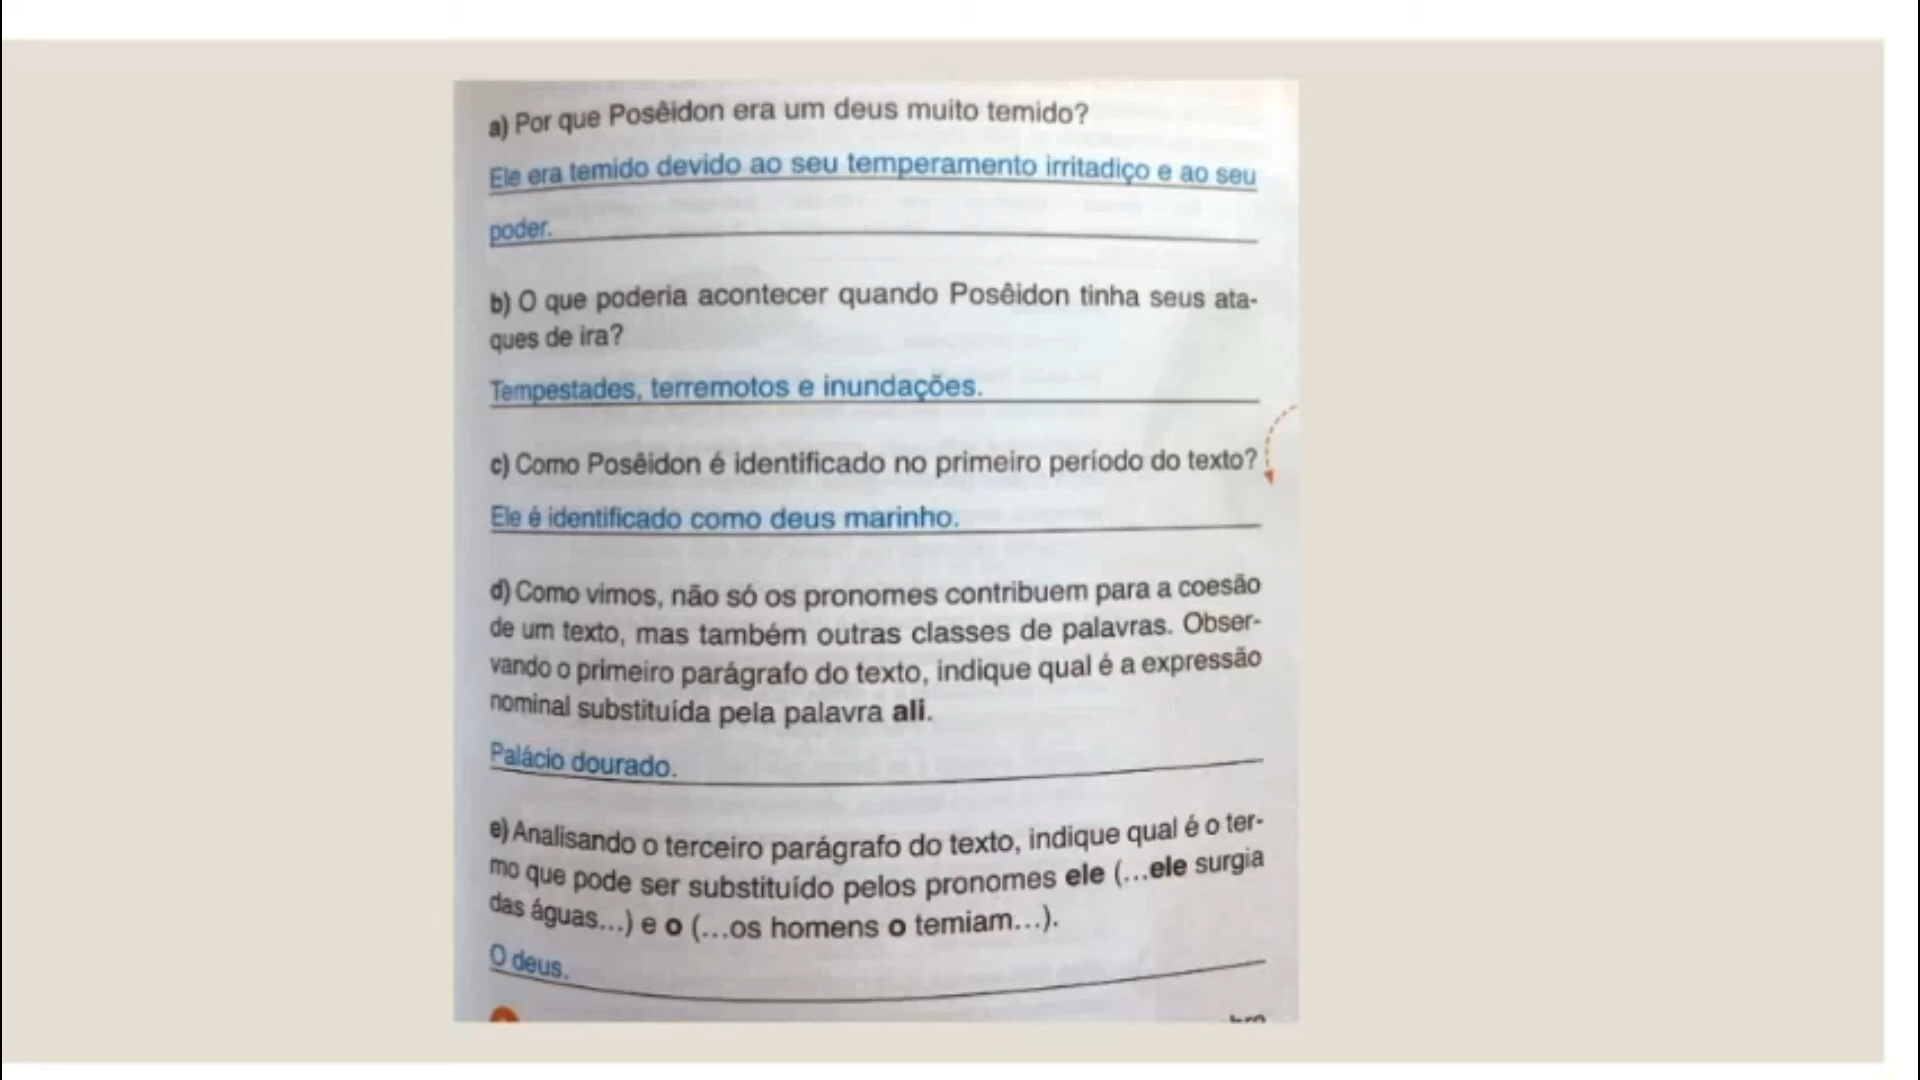 a) Por que Posêidon era um deus muito temido?
Ele era temido devido ao seu temperamento irritadiço e ao seu
poder.
b) O que poderia acontecer quando Posêidon tinha seus ata-
ques de ira?
Tempestades, terremotos e inundações.
c) Como Posêidon é identificado no primeiro período do texto?
Ele é identificado como deus marinho.
d) Como vimos, não só os pronomes contribuem para a coesão
de um texto, mas também outras classes de palavras. Obser-
vando o primeiro parágrafo do texto, indique qual é a expressão
nominal substituída pela palavra ali.
Palácio dourado.
e) Analisando o terceiro parágrafo do texto, indique qual é o ter-
mo que pode ser substituído pelos pronomes ele (...ele surgia
das águas...) e o (...os homens o temiam...).
O deus.